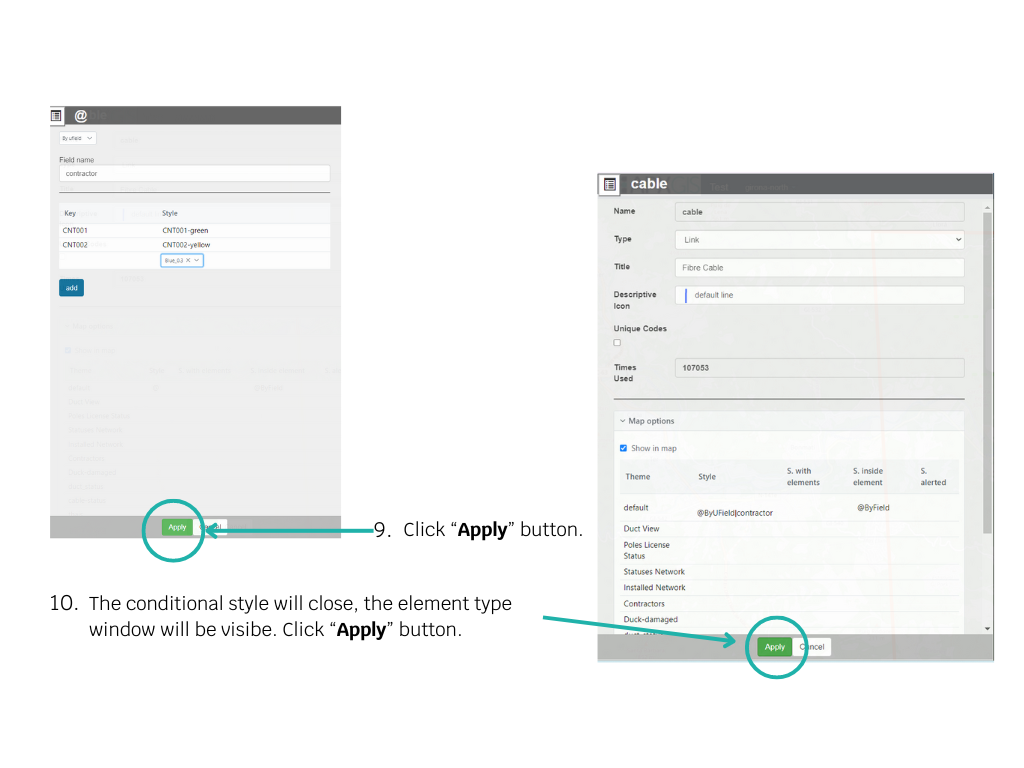 @
By ufield
Field name
contractor
Key Style
CNT001 CNT001-green
CNT002 CNT002-yellow
Blue_0.3 ×
add
Apply
9. Click “Apply” button.
10. The conditional style will close, the element type
window will be visibe. Click “Apply” button.
cable
Name cable
Type Link
Title Fibre Cable
Descriptive
Icon
default line
Unique Codes
Times
Used
107053
Map options
Show in map
Theme Style S. with
elements
S. inside
element
S.
alerted
default @ByUField|contractor @ByField
Duct View
Poles License
Status
Statuses Network
Installed Network
Contractors
Duck-damaged
Apply Cancel